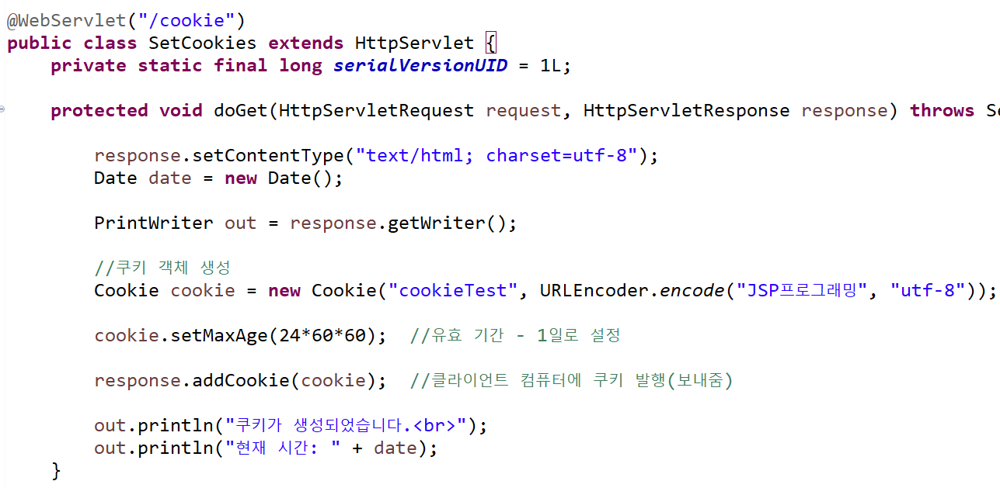 @WebServlet("/cookie")
public class SetCookies extends HttpServlet {
private static final long serialVersionUID = 1L;
protected void doGet(HttpServletRequest request, HttpServletResponse response) throws
response.setContentType("text/html; charset=utf-8");
Date date = new Date();
PrintWriter out = response.getWriter();
//쿠키 객체 생성
Cookie cookie = new Cookie("cookieTest", URLEncoder.encode("JSP프로그래밍", "utf-8"));
cookie.setMaxAge(24*60*60); //유효 기간 - 1일로 설정
response.addCookie(cookie); //클라이언트 컴퓨터에 쿠키 발행(보내줌)
out.println("쿠키가 생성되었습니다.<br>");
out.println("현재 시간: " + date);
}